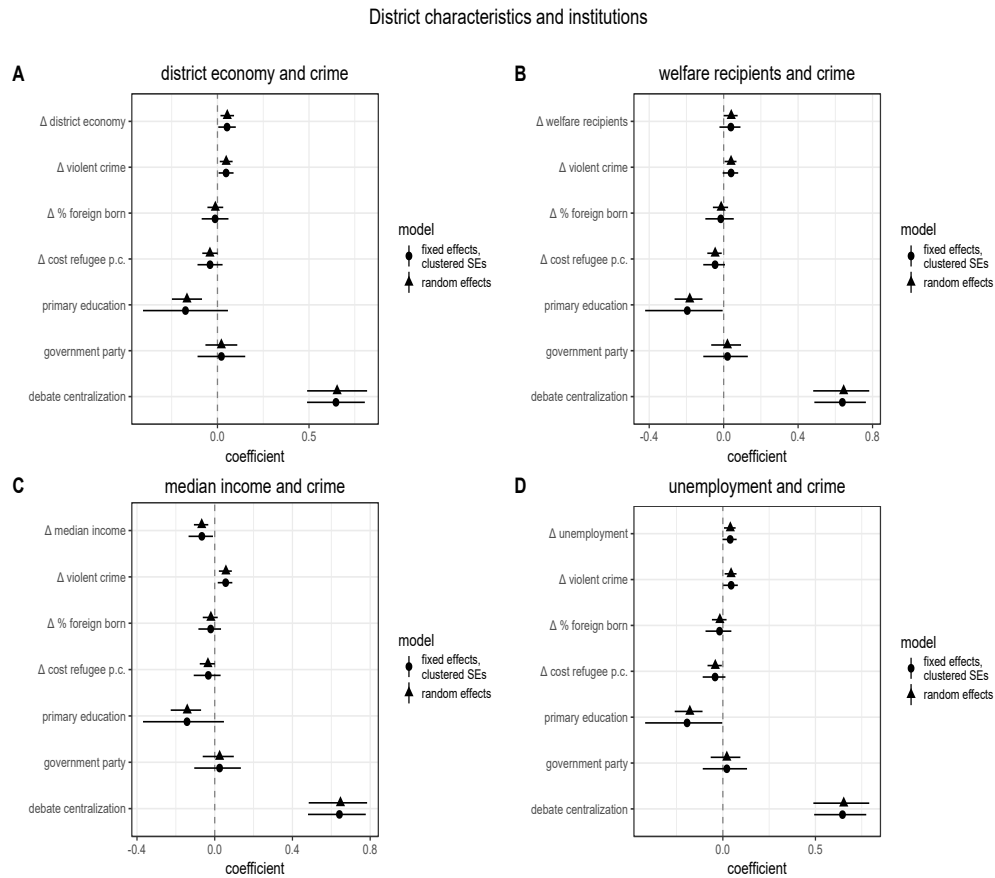 District characteristics and institutions
A
district economy and crime
Δ district economy
Δ violent crime
Δ % foreign born
Δ cost refugee p.c.
primary education
government party
debate centralization
0.0
0.5
coefficient
model
fixed effects,
clustered SEs
random effects
B
welfare recipients and crime
Δ welfare recipients
Δ violent crime
Δ % foreign born
Δ cost refugee p.c.
primary education
government party
debate centralization
-0.4
0.0
0.4
0.8
coefficient
model
fixed effects,
clustered SEs
random effects
C
median income and crime
Δ median income
Δ violent crime
Δ % foreign born
Δ cost refugee p.c.
primary education
government party
debate centralization
-0.4
0.0
0.4
0.8
coefficient
model
fixed effects,
clustered SEs
random effects
D
unemployment and crime
Δ unemployment
Δ violent crime
Δ % foreign born
Δ cost refugee p.c.
primary education
government party
debate centralization
0.0
0.5
coefficient
model
fixed effects,
clustered SEs
random effects